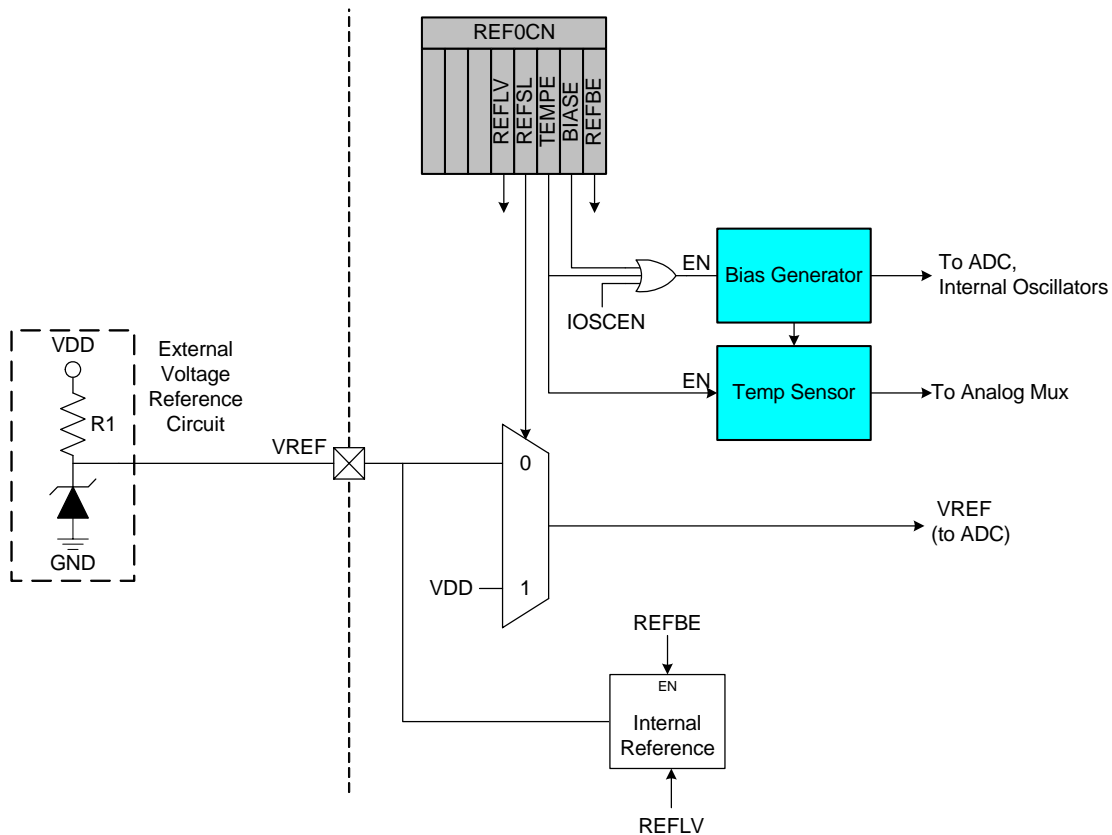 REF0CN
REFLV
REFSL
TEMPE
BIASE
REFBE
EN
Bias Generator
To ADC,
Internal Oscillators
IOSCEN
EN
Temp Sensor
To Analog Mux
VDD
R1
GND
External
Voltage
Reference
Circuit
VREF
0
VDD
1
VREF
(to ADC)
REFBE
EN
Internal
Reference
REFLV